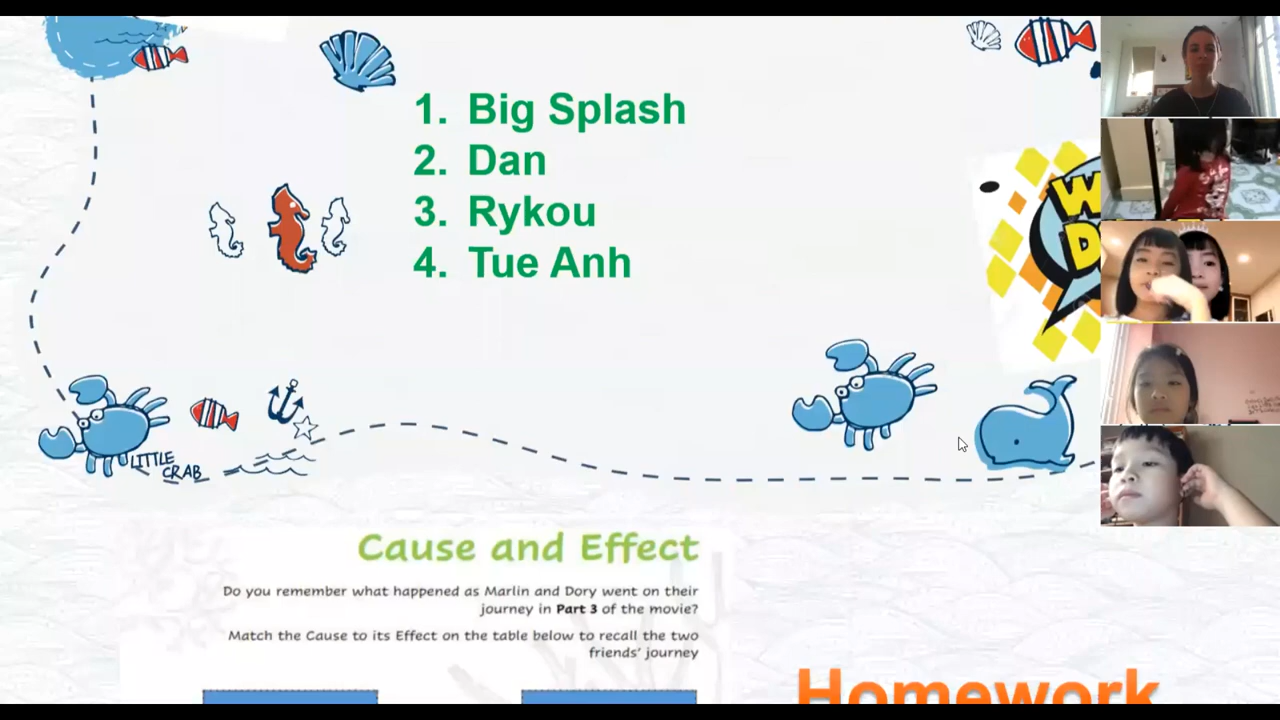 1. Big Splash
2. Dan
3. Rykou
4. Tue Anh
LITTLE
CRAB
Cause and Effect
Do you remember what happened as Marlin and Dory went on their
journey in Part 3 of the movie?
Match the Cause to its Effect on the table below to recall the two
friends' journey
Homework